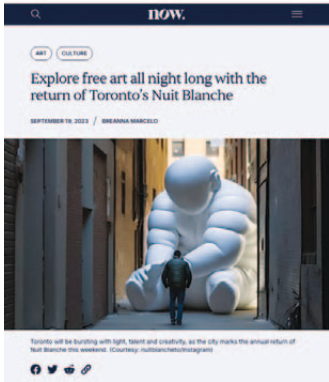 now.
ART
CULTURE
Explore free art all night long with the
return of Toronto's Nuit Blanche
SEPTEMBER 19, 2023 / BREANNA MARCELO
Toronto will be bursting with light, talent and creativity, as the city marks the annual return of
Nuit Blanche this weekend. (Courtesy: nuitblancheto/Instagram)